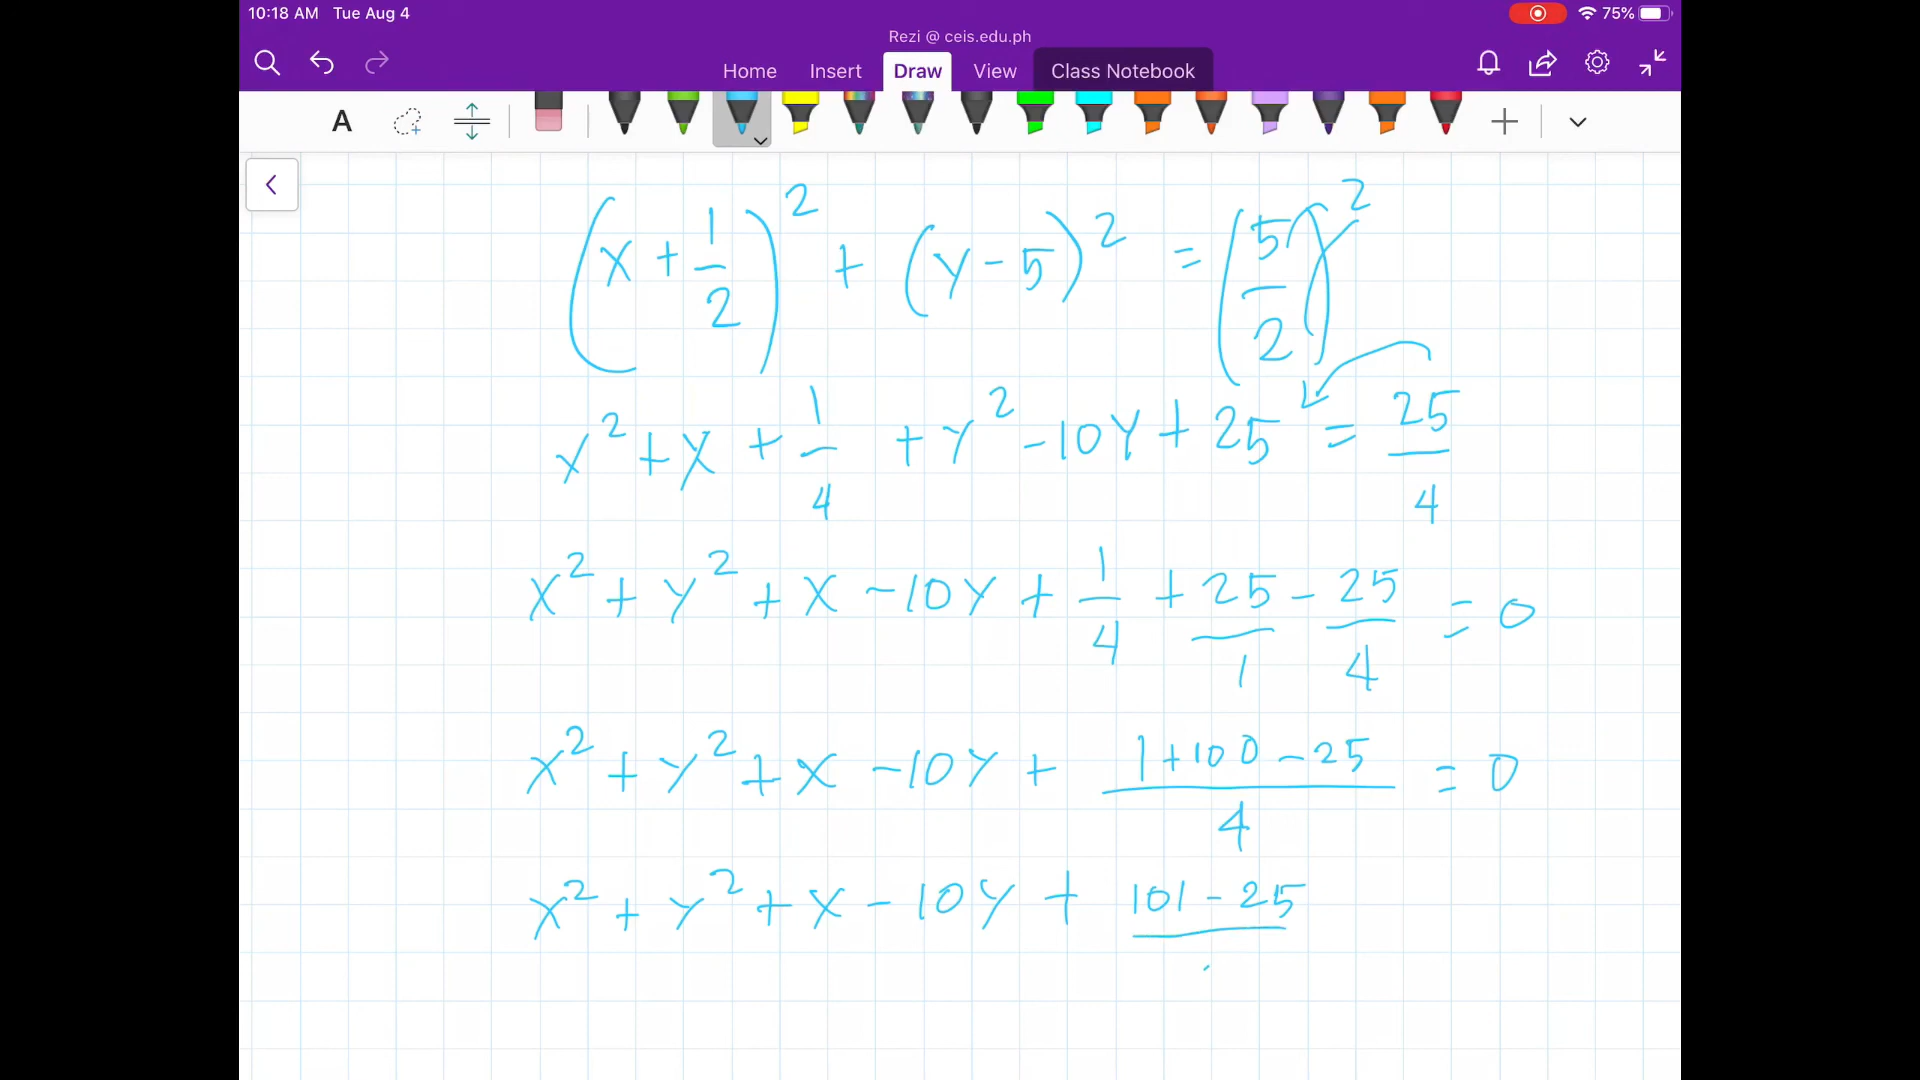 10:18 AM Tue Aug 4
75%
Rezi @ ceis.edu.ph
Home Insert Draw View Class Notebook
A
(x + 1/2)² + (y - 5)² = (5/2)²
x² + x + 1/4 + y² - 10y + 25 = 25/4
x² + y² + x - 10y + 1/4 + 25/1 - 25/4 = 0
x² + y² + x - 10y + (1 + 100 - 25)/4 = 0
x² + y² + x - 10y + 101 - 25